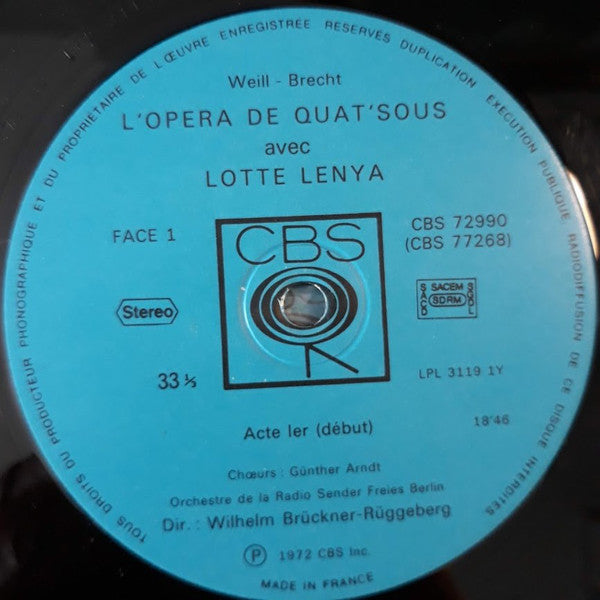 TOUS DROITS DU PRODUCTEUR PHONOGRAPHIQUE ET DU PROPRIETAIRE DE L'ŒUVRE ENREGISTREE RESERVES DUPLICATION EXECUTION PUBLIQUE RADIODIFFUSION DE CE DISQUE INTERDITES
Weill - Brecht
L'OPERA DE QUAT'SOUS
avec
LOTTE LENYA
FACE 1
CBS
CBS 72990
(CBS 77268)
Stereo
SACEM
SACD
SDRM
SGDL
33 ⅓
LPL 3119 1Y
Acte Ier (début)
18'46
Chœurs : Günther Arndt
Orchestre de la Radio Sender Freies Berlin
Dir. : Wilhelm Brückner-Rüggeberg
Ⓟ 1972 CBS Inc.
MADE IN FRANCE